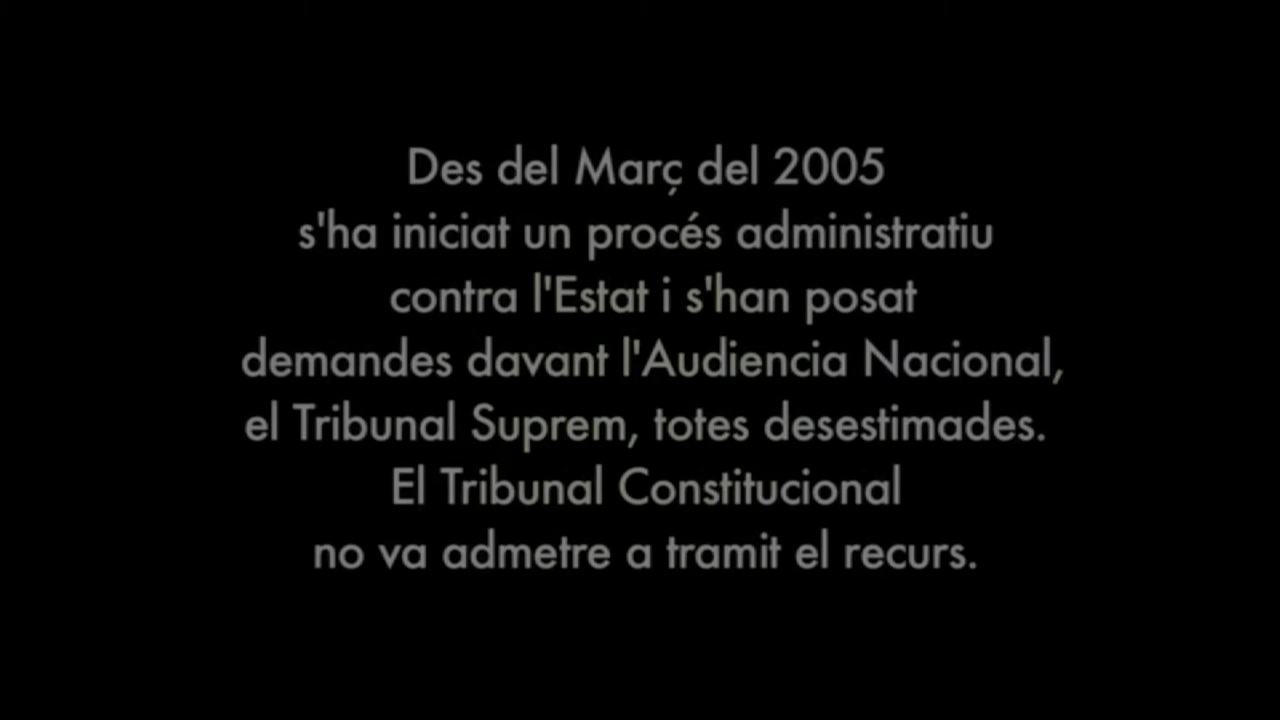 Des del Març del 2005
s'ha iniciat un procés administratiu
contra l'Estat i s'han posat
demandes davant l'Audiencia Nacional,
el Tribunal Suprem, totes desestimades.
El Tribunal Constitucional
no va admetre a tramit el recurs.